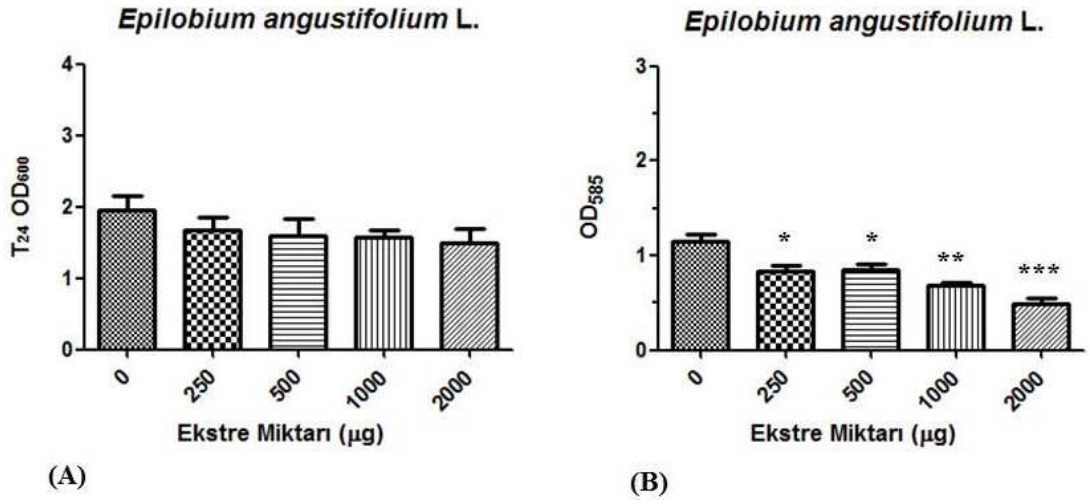 Epilobium angustifolium L.
4
3
2
1
0
T24 OD600
0 250 500 1000 2000
Ekstre Miktarı (μg)
(A)
Epilobium angustifolium L.
3
2
1
0
OD585
* * ** ***
0 250 500 1000 2000
Ekstre Miktarı (μg)
(B)